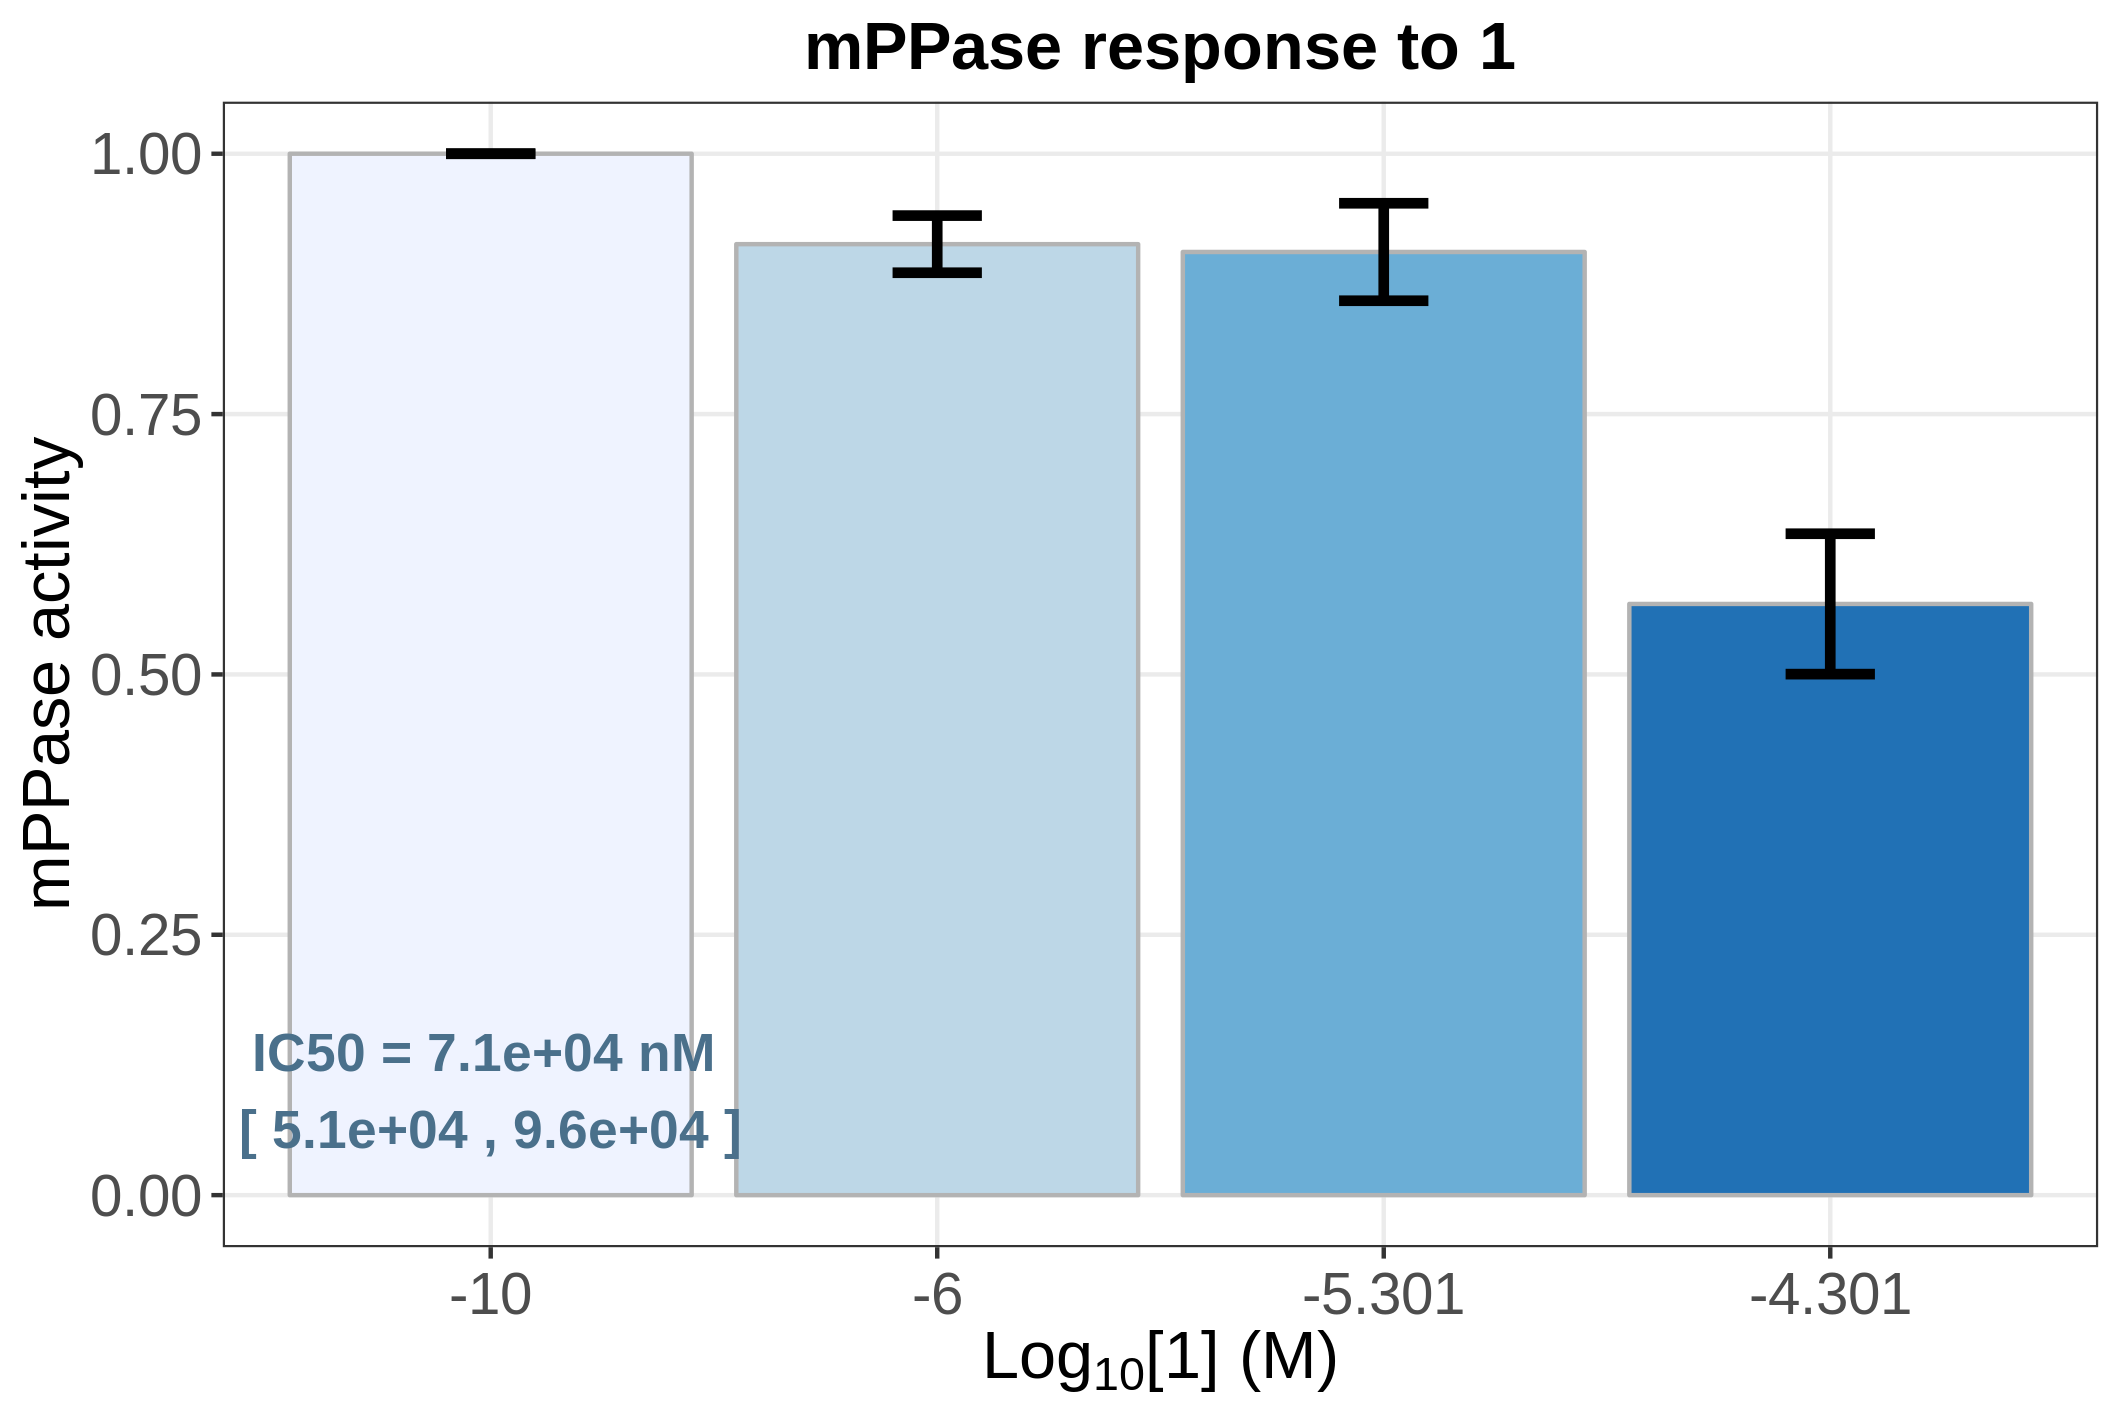 mPPase response to 1
mPPase activity
1.00
0.75
0.50
0.25
0.00
IC50 = 7.1e+04 nM
[ 5.1e+04 , 9.6e+04 ]
-10 -6 -5.301 -4.301
Log₁₀[1] (M)